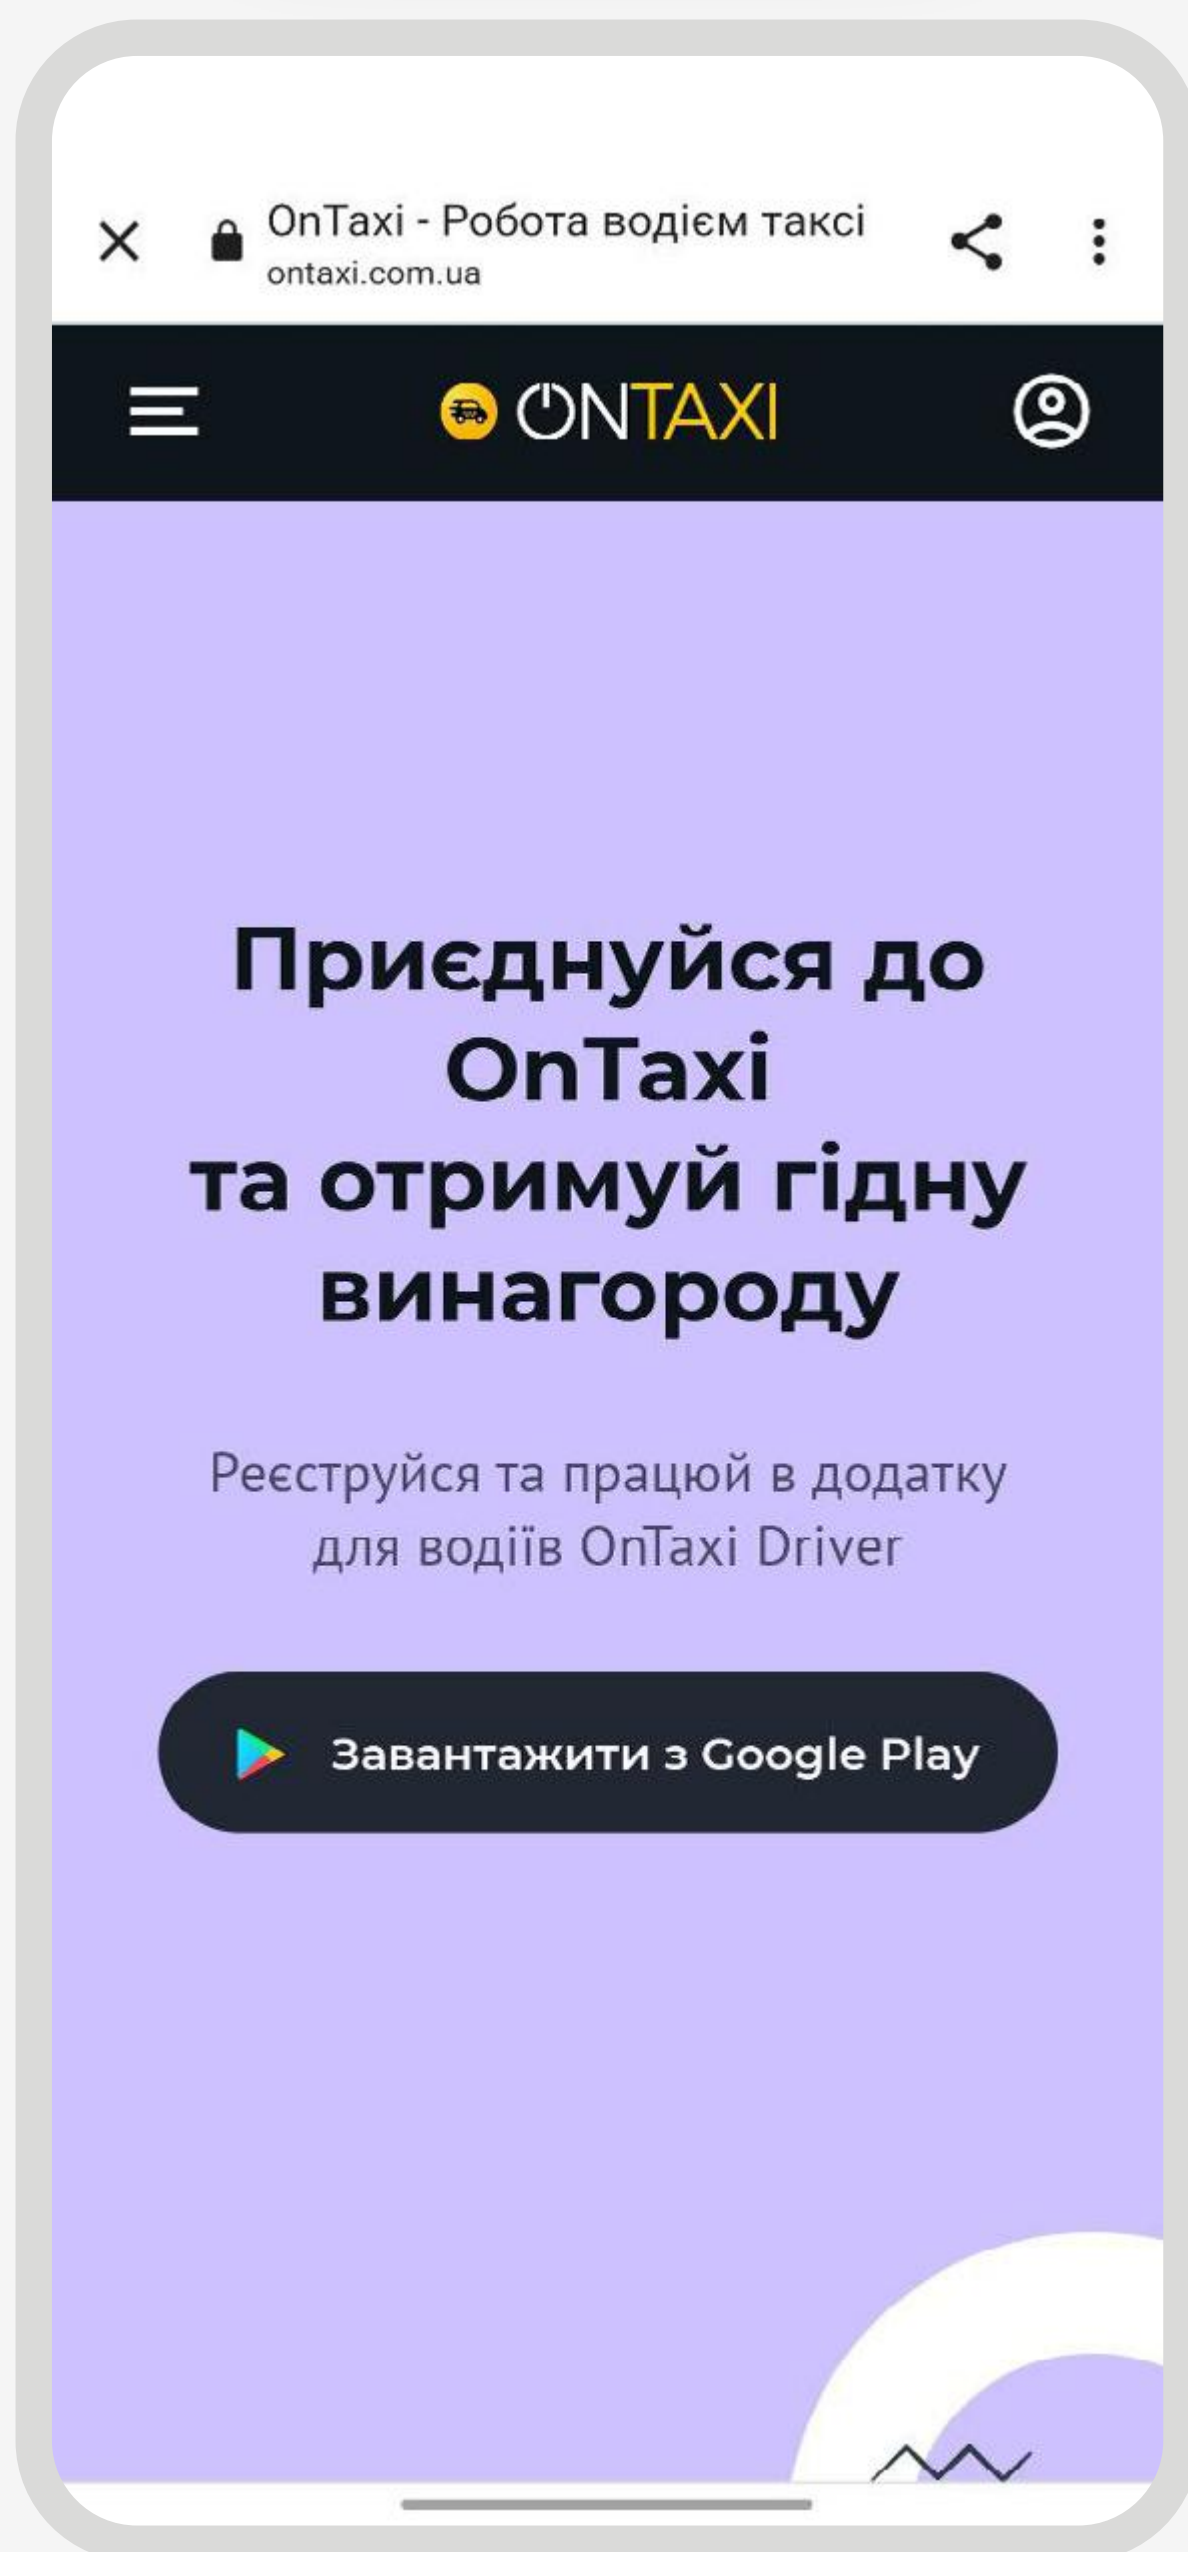 OnTaxi - Робота водієм таксі
ontaxi.com.ua
ONTAXI
Приєднуйся до
OnTaxi
та отримуй гідну
винагороду
Реєструйся та працюй в додатку
для водіїв OnTaxi Driver
Завантажити з Google Play